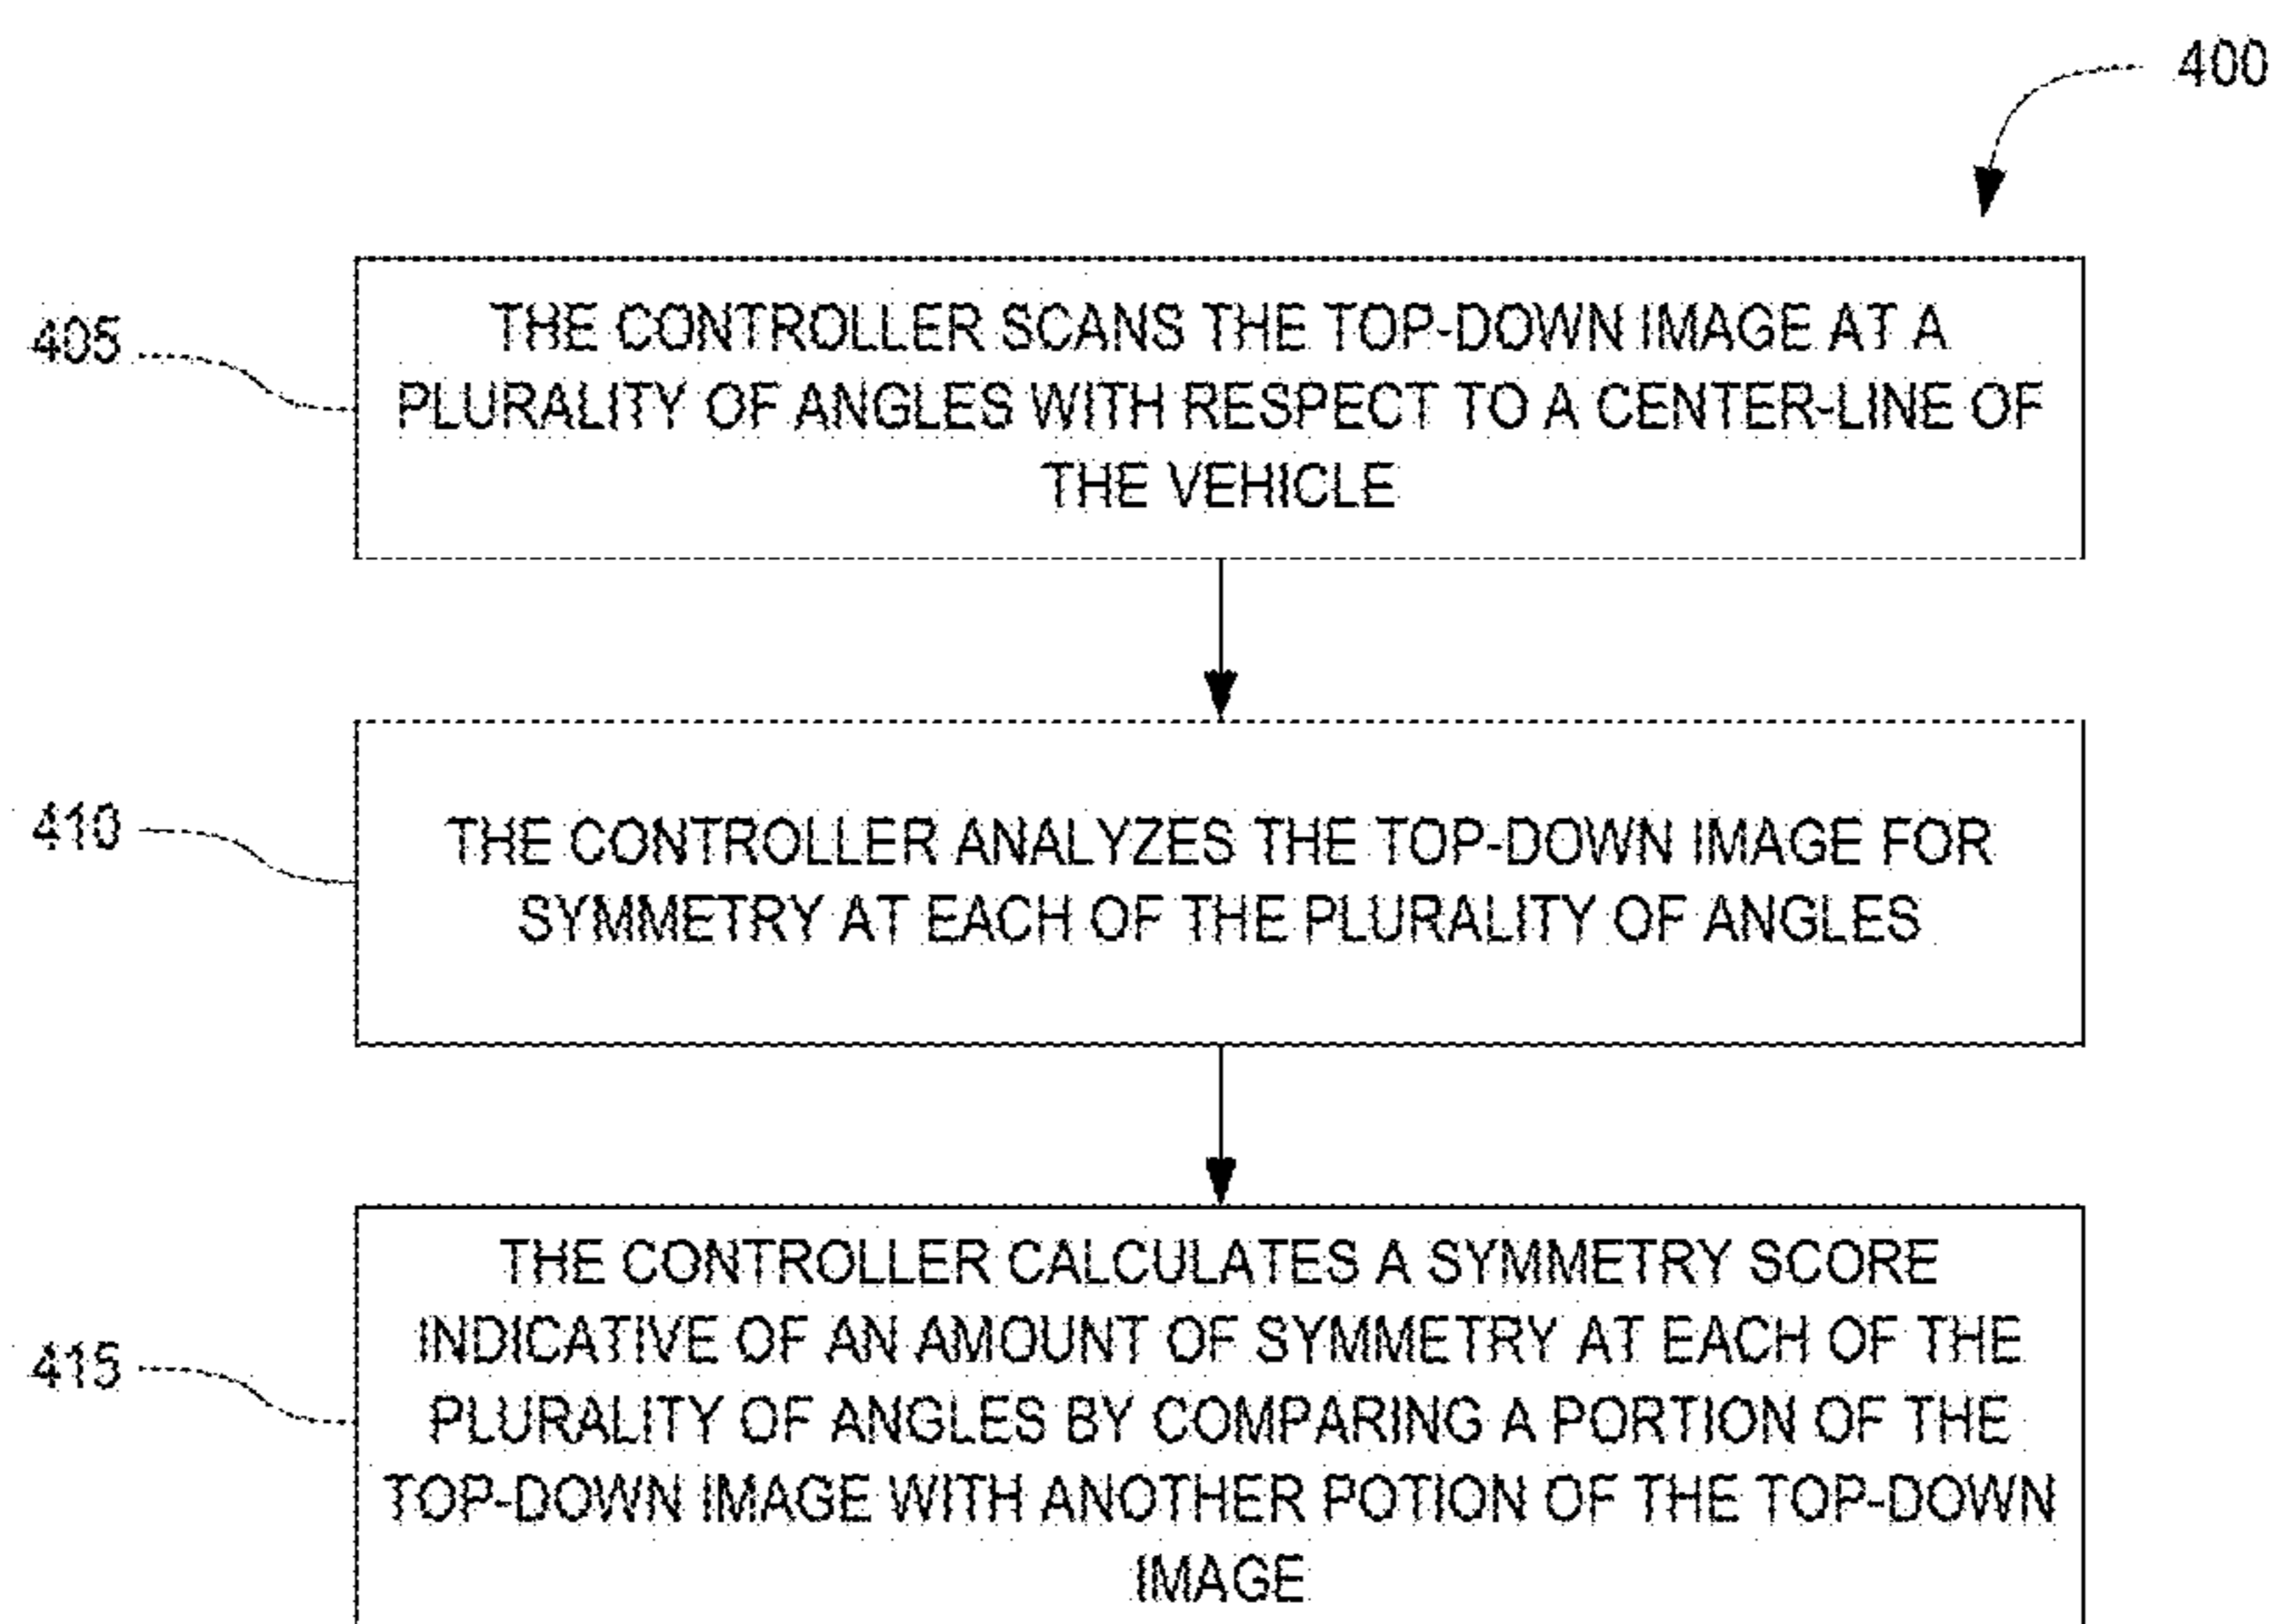 400
405
THE CONTROLLER SCANS THE TOP-DOWN IMAGE AT A
PLURALITY OF ANGLES WITH RESPECT TO A CENTER-LINE OF
THE VEHICLE
410
THE CONTROLLER ANALYZES THE TOP-DOWN IMAGE FOR
SYMMETRY AT EACH OF THE PLURALITY OF ANGLES
415
THE CONTROLLER CALCULATES A SYMMETRY SCORE
INDICATIVE OF AN AMOUNT OF SYMMETRY AT EACH OF THE
PLURALITY OF ANGLES BY COMPARING A PORTION OF THE
TOP-DOWN IMAGE WITH ANOTHER POTION OF THE TOP-DOWN
IMAGE